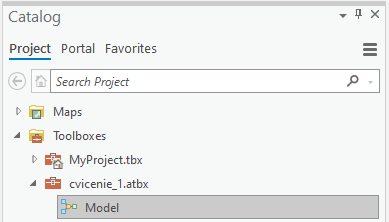 Catalog
Project Portal Favorites
Search Project
Maps
Toolboxes
MyProject.tbx
cvicenie_1.atbx
Model